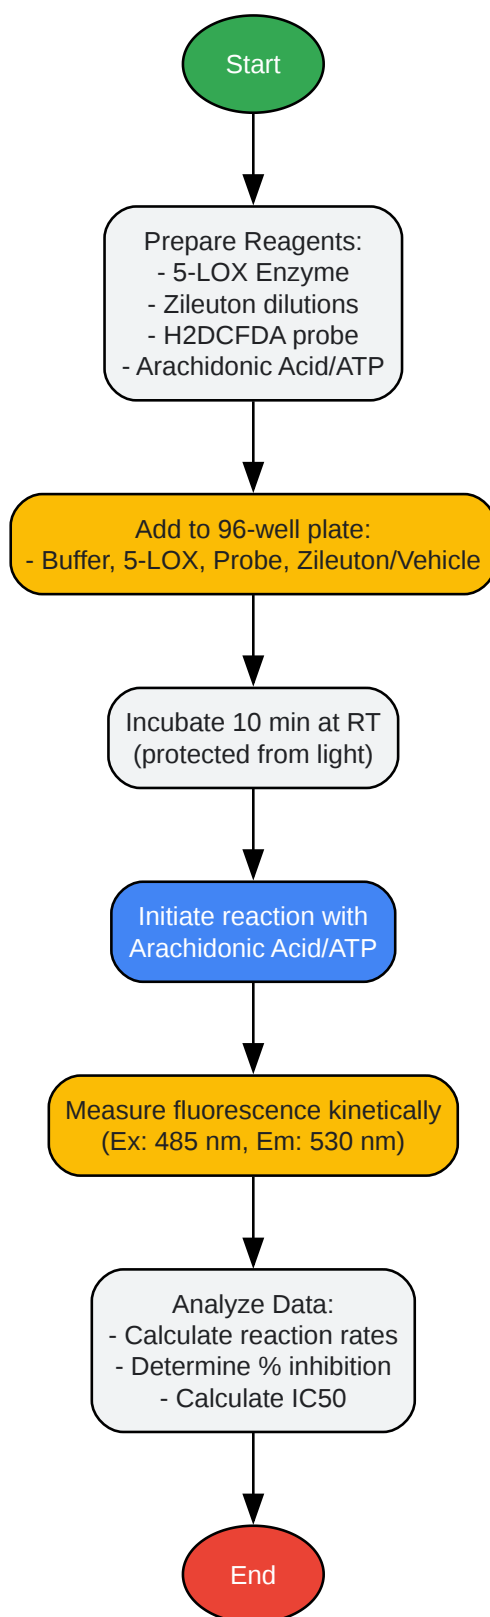 Start
Prepare Reagents:
- 5-LOX Enzyme
- Zileuton dilutions
- H2DCFDA probe
- Arachidonic Acid/ATP
Add to 96-well plate:
- Buffer, 5-LOX, Probe, Zileuton/Vehicle
Incubate 10 min at RT
(protected from light)
Initiate reaction with
Arachidonic Acid/ATP
Measure fluorescence kinetically
(Ex: 485 nm, Em: 530 nm)
Analyze Data:
- Calculate reaction rates
- Determine % inhibition
- Calculate IC50
End